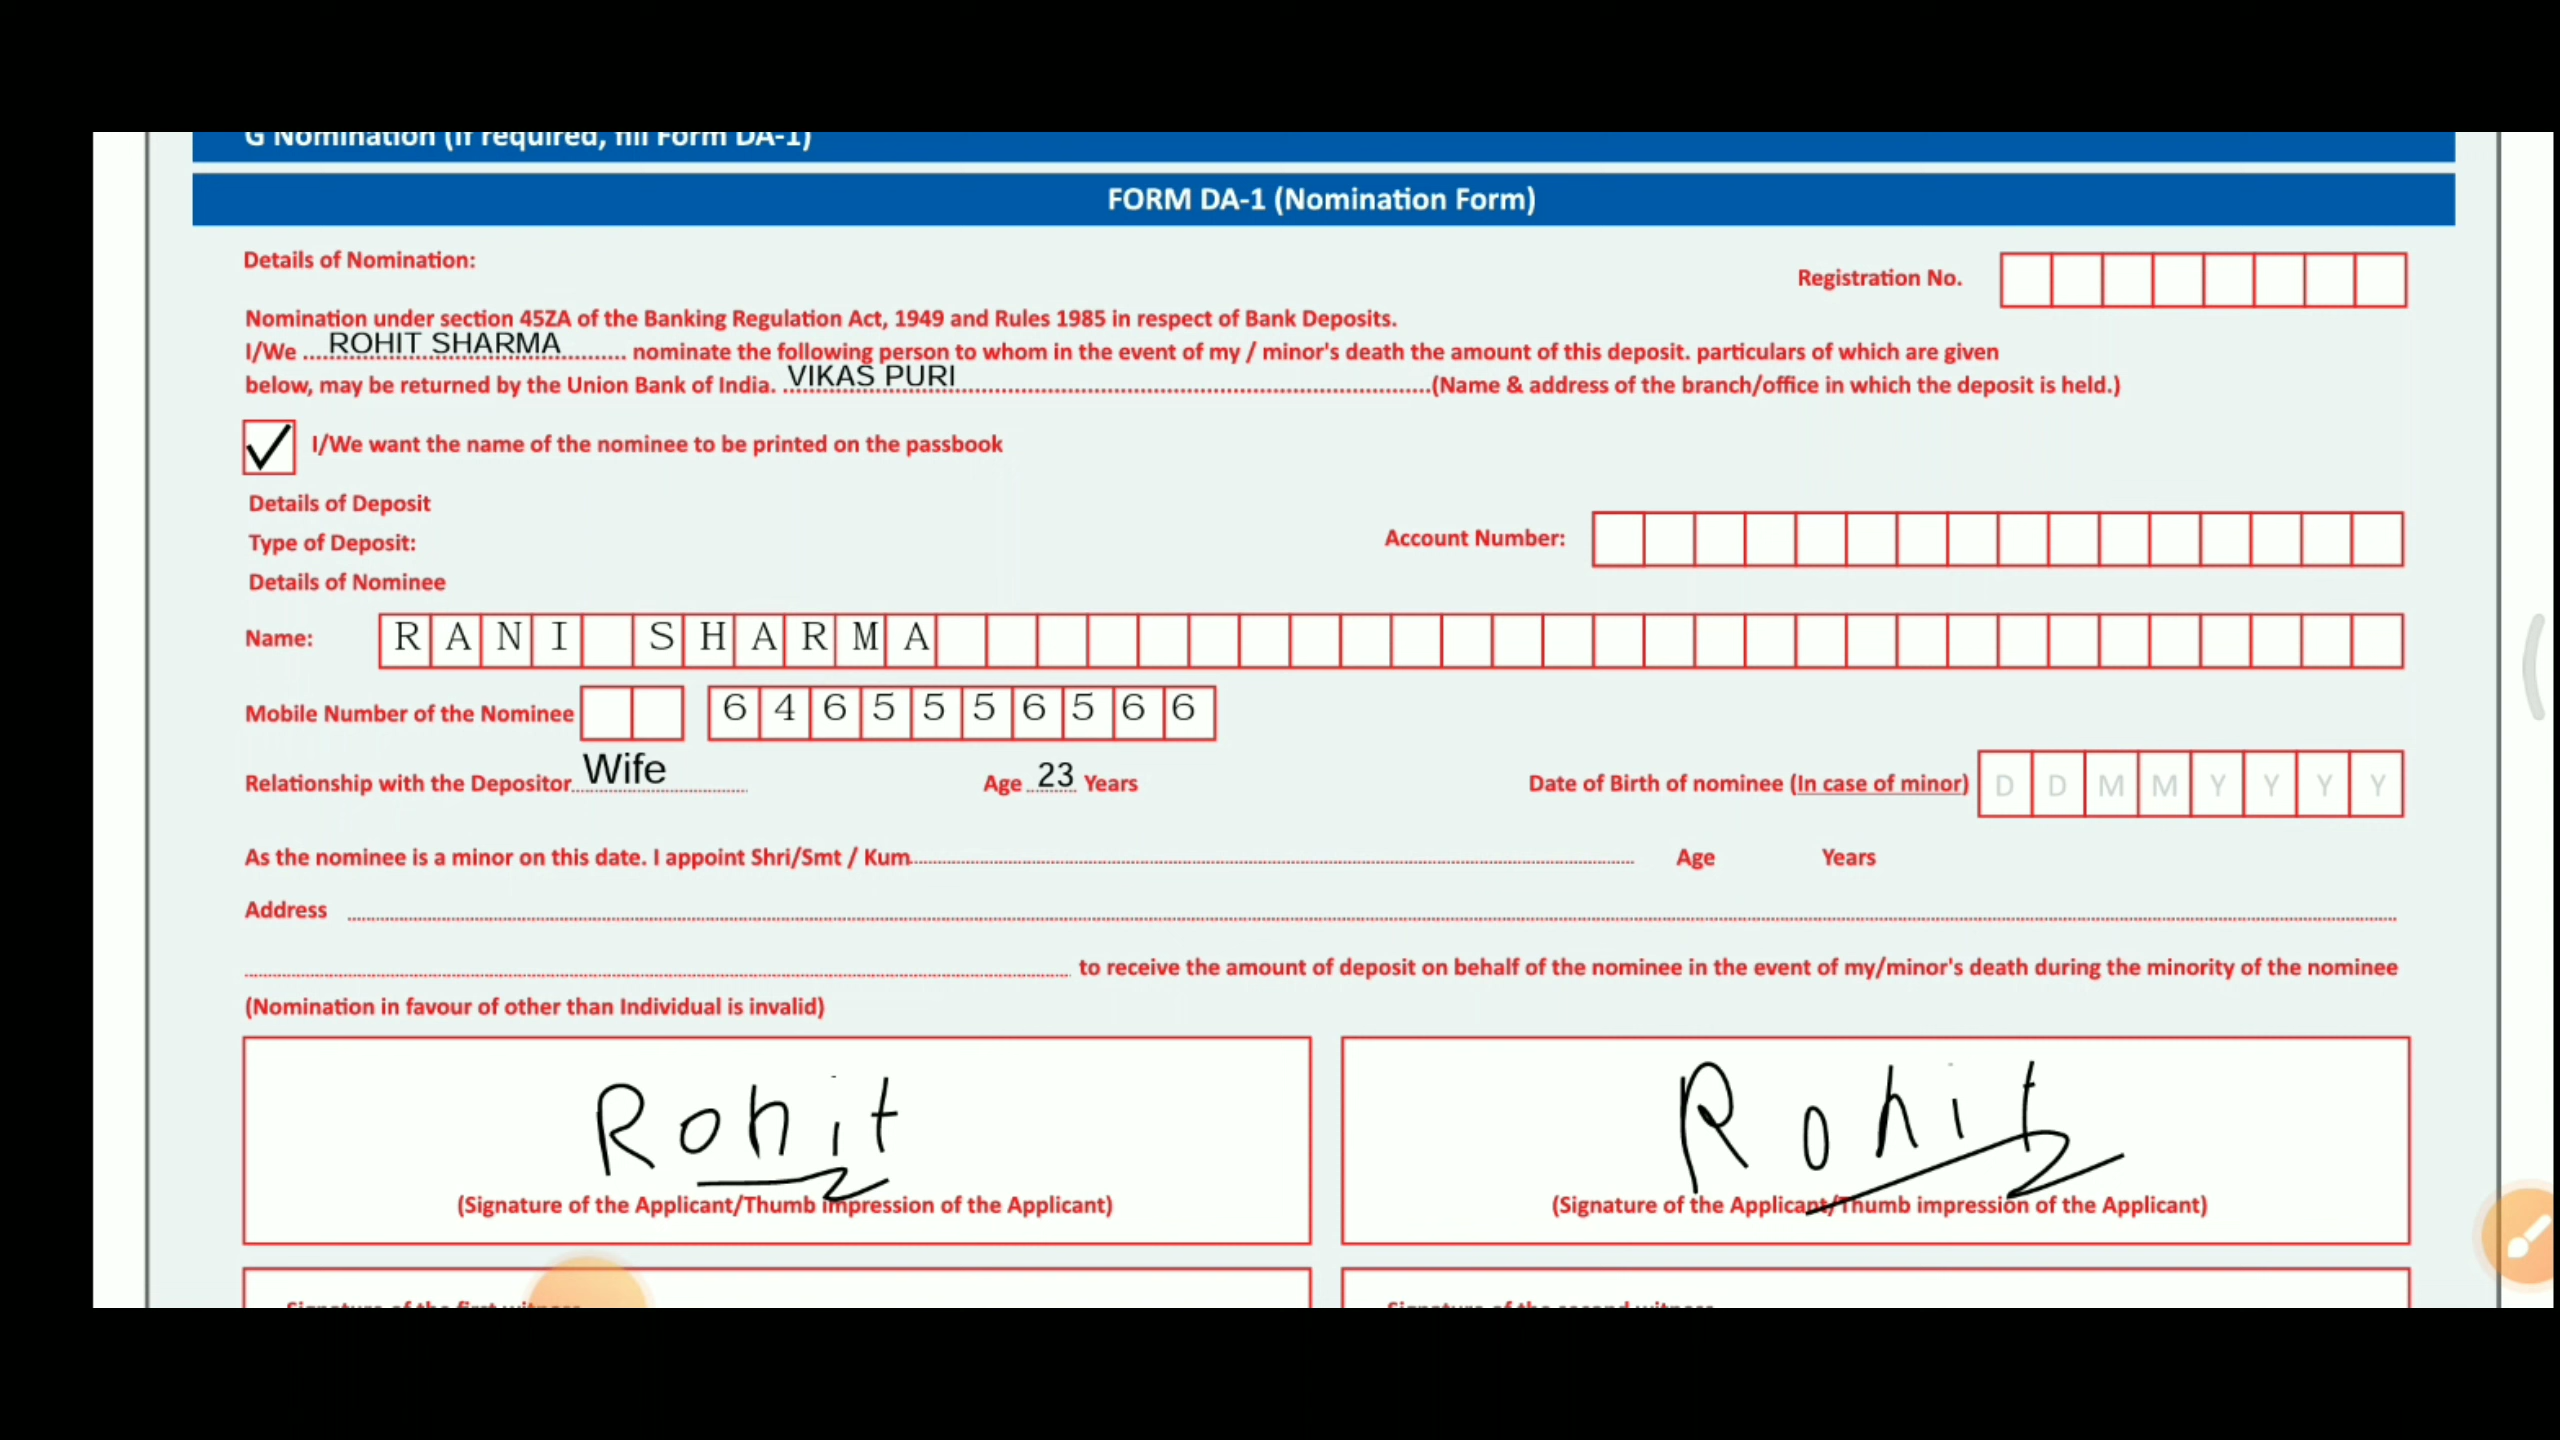 G Nomination (If required, fill Form DA-1)
FORM DA-1 (Nomination Form)
Details of Nomination:
Registration No.
Nomination under section 45ZA of the Banking Regulation Act, 1949 and Rules 1985 in respect of Bank Deposits.
I/We ROHIT SHARMA nominate the following person to whom in the event of my / minor's death the amount of this deposit. particulars of which are given
below, may be returned by the Union Bank of India. VIKAS PURI (Name & address of the branch/office in which the deposit is held.)
I/We want the name of the nominee to be printed on the passbook
Details of Deposit
Type of Deposit:
Account Number:
Details of Nominee
Name: RANI SHARMA
Mobile Number of the Nominee 6465556566
Relationship with the Depositor Wife Age 23 Years Date of Birth of nominee (In case of minor) D D M M Y Y Y Y
As the nominee is a minor on this date. I appoint Shri/Smt / Kum Age Years
Address
to receive the amount of deposit on behalf of the nominee in the event of my/minor's death during the minority of the nominee
(Nomination in favour of other than Individual is invalid)
Rohit
(Signature of the Applicant/Thumb impression of the Applicant)
Rohit
(Signature of the Applicant/Thumb impression of the Applicant)
Signature of the first witness
Signature of the second witness